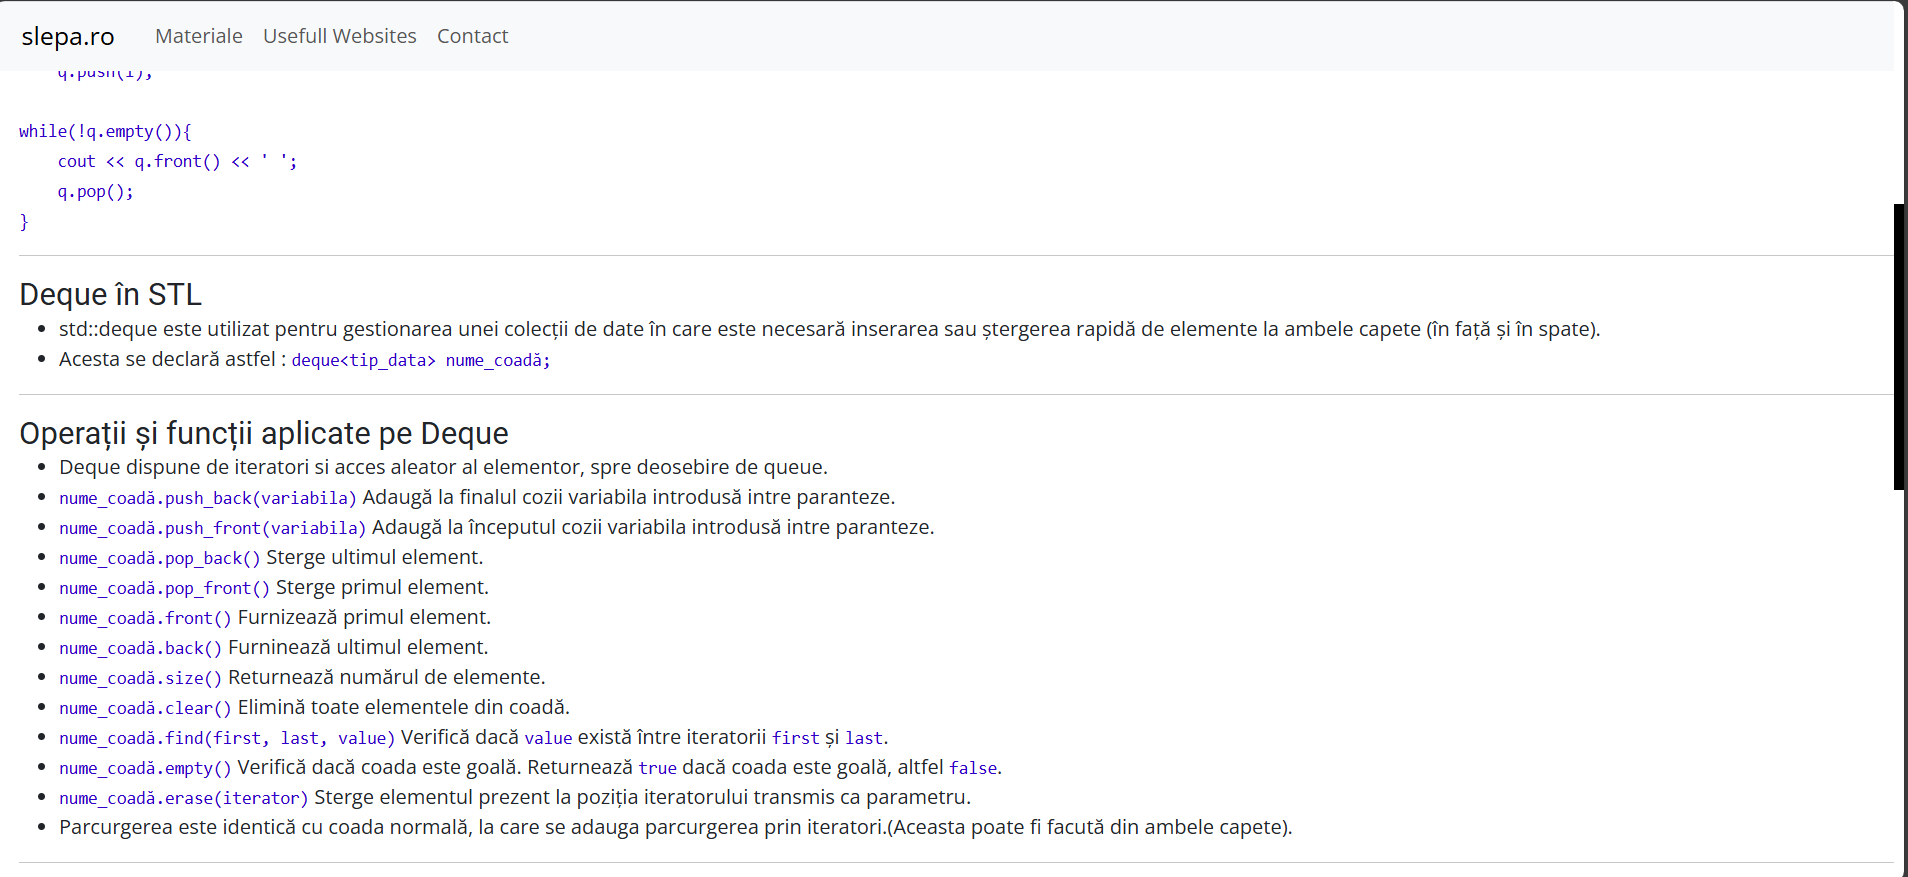 slepa.ro Materiale Usefull Websites Contact
q.push(i);
while(!q.empty()){
cout << q.front() << ' ';
q.pop();
}
Deque în STL
std::deque este utilizat pentru gestionarea unei colecții de date în care este necesară inserarea sau ștergerea rapidă de elemente la ambele capete (în față și în spate).
Acesta se declară astfel : deque<tip_data> nume_coadă;
Operații și funcții aplicate pe Deque
Deque dispune de iteratori si acces aleator al elementor, spre deosebire de queue.
nume_coadă.push_back(variabila) Adaugă la finalul cozii variabila introdusă intre paranteze.
nume_coadă.push_front(variabila) Adaugă la începutul cozii variabila introdusă intre paranteze.
nume_coadă.pop_back() Sterge ultimul element.
nume_coadă.pop_front() Sterge primul element.
nume_coadă.front() Furnizează primul element.
nume_coadă.back() Furninează ultimul element.
nume_coadă.size() Returnează numărul de elemente.
nume_coadă.clear() Elimină toate elementele din coadă.
nume_coadă.find(first, last, value) Verifică dacă value există între iteratorii first și last.
nume_coadă.empty() Verifică dacă coada este goală. Returnează true dacă coada este goală, altfel false.
nume_coadă.erase(iterator) Sterge elementul prezent la poziția iteratorului transmis ca parametru.
Parcurgerea este identică cu coada normală, la care se adauga parcurgerea prin iteratori.(Aceasta poate fi facută din ambele capete).